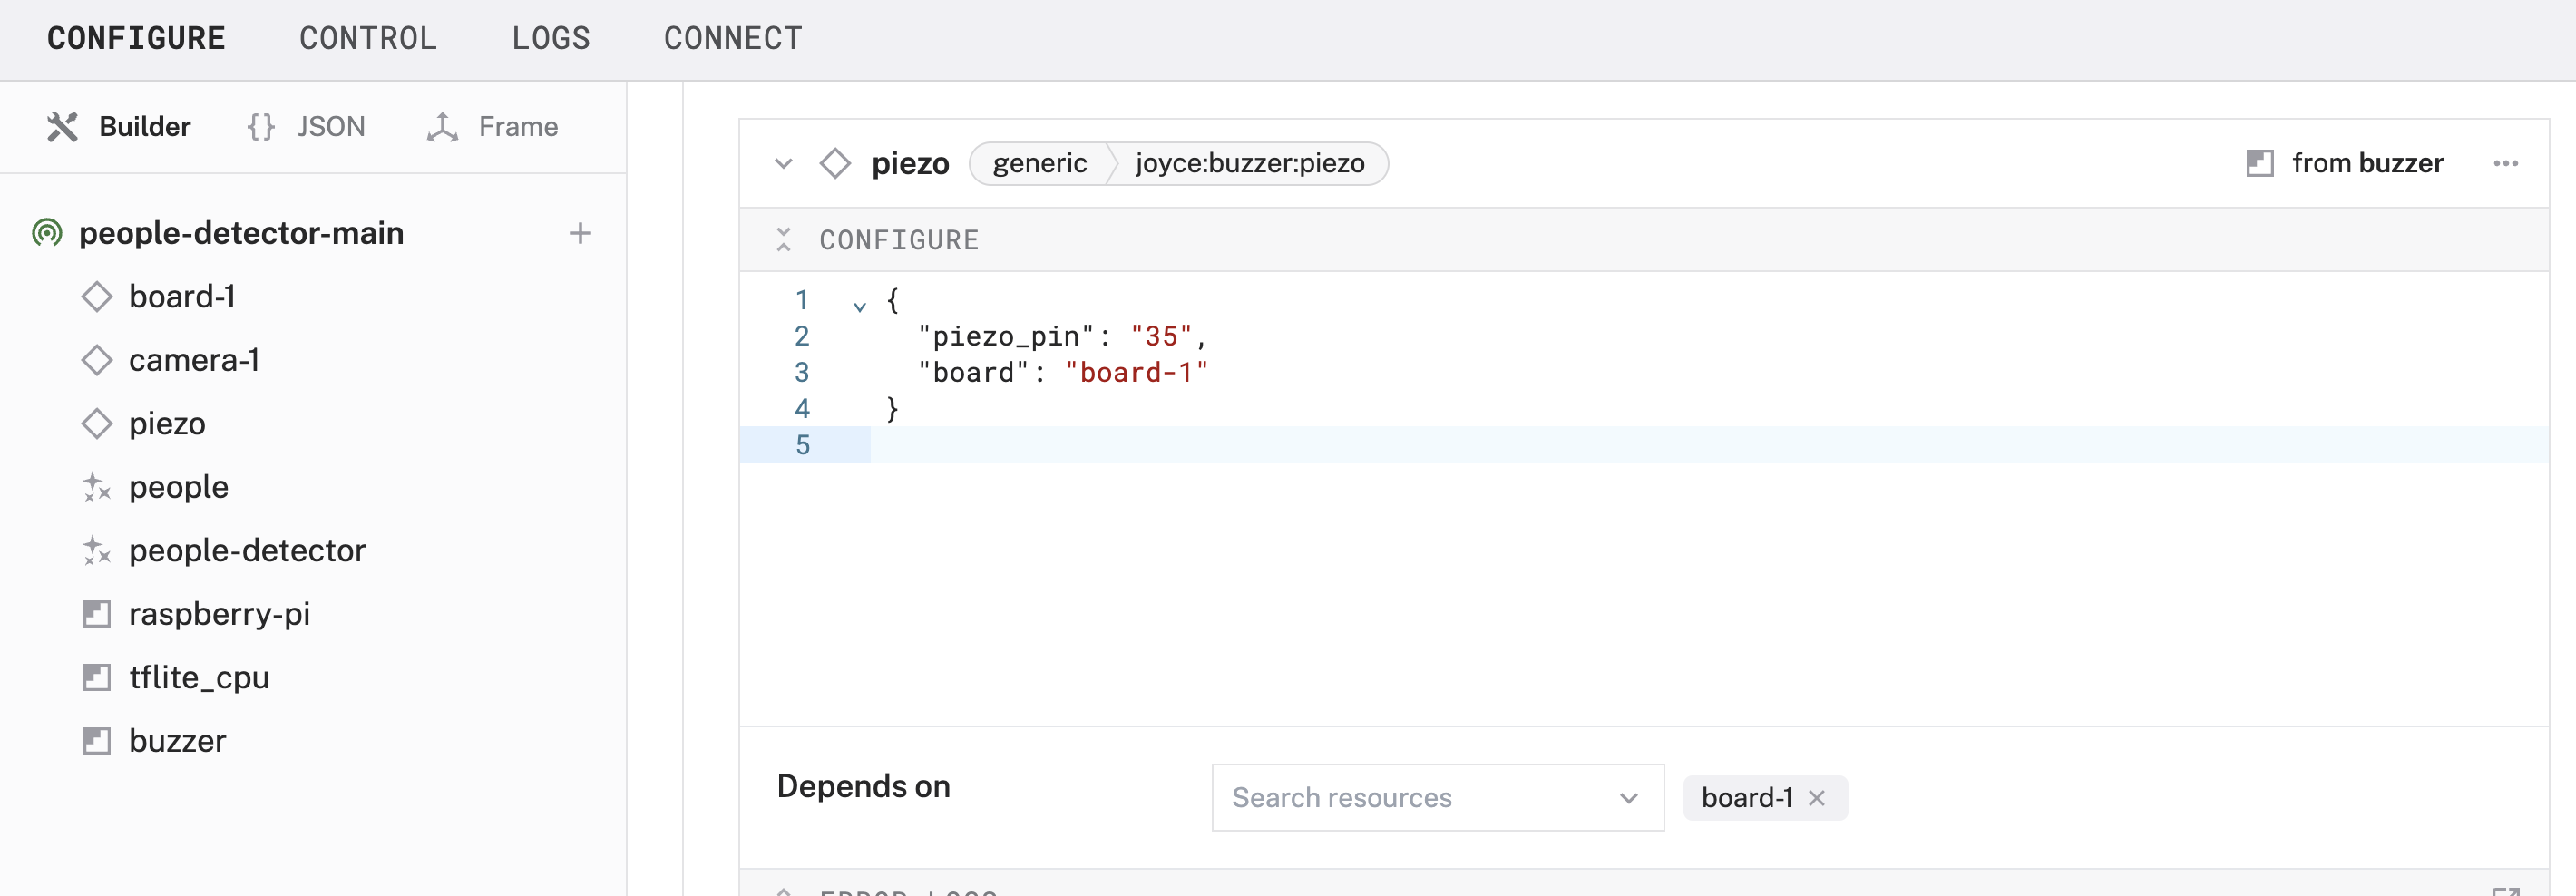 CONFIGURE CONTROL LOGS CONNECT
Builder {} JSON Frame
people-detector-main +
board-1
camera-1
piezo
people
people-detector
raspberry-pi
tflite_cpu
buzzer
piezo generic joyce:buzzer:piezo from buzzer ...
CONFIGURE
1 {
2 "piezo_pin": "35",
3 "board": "board-1"
4 }
5
Depends on Search resources board-1 ×
ERROR LOGS